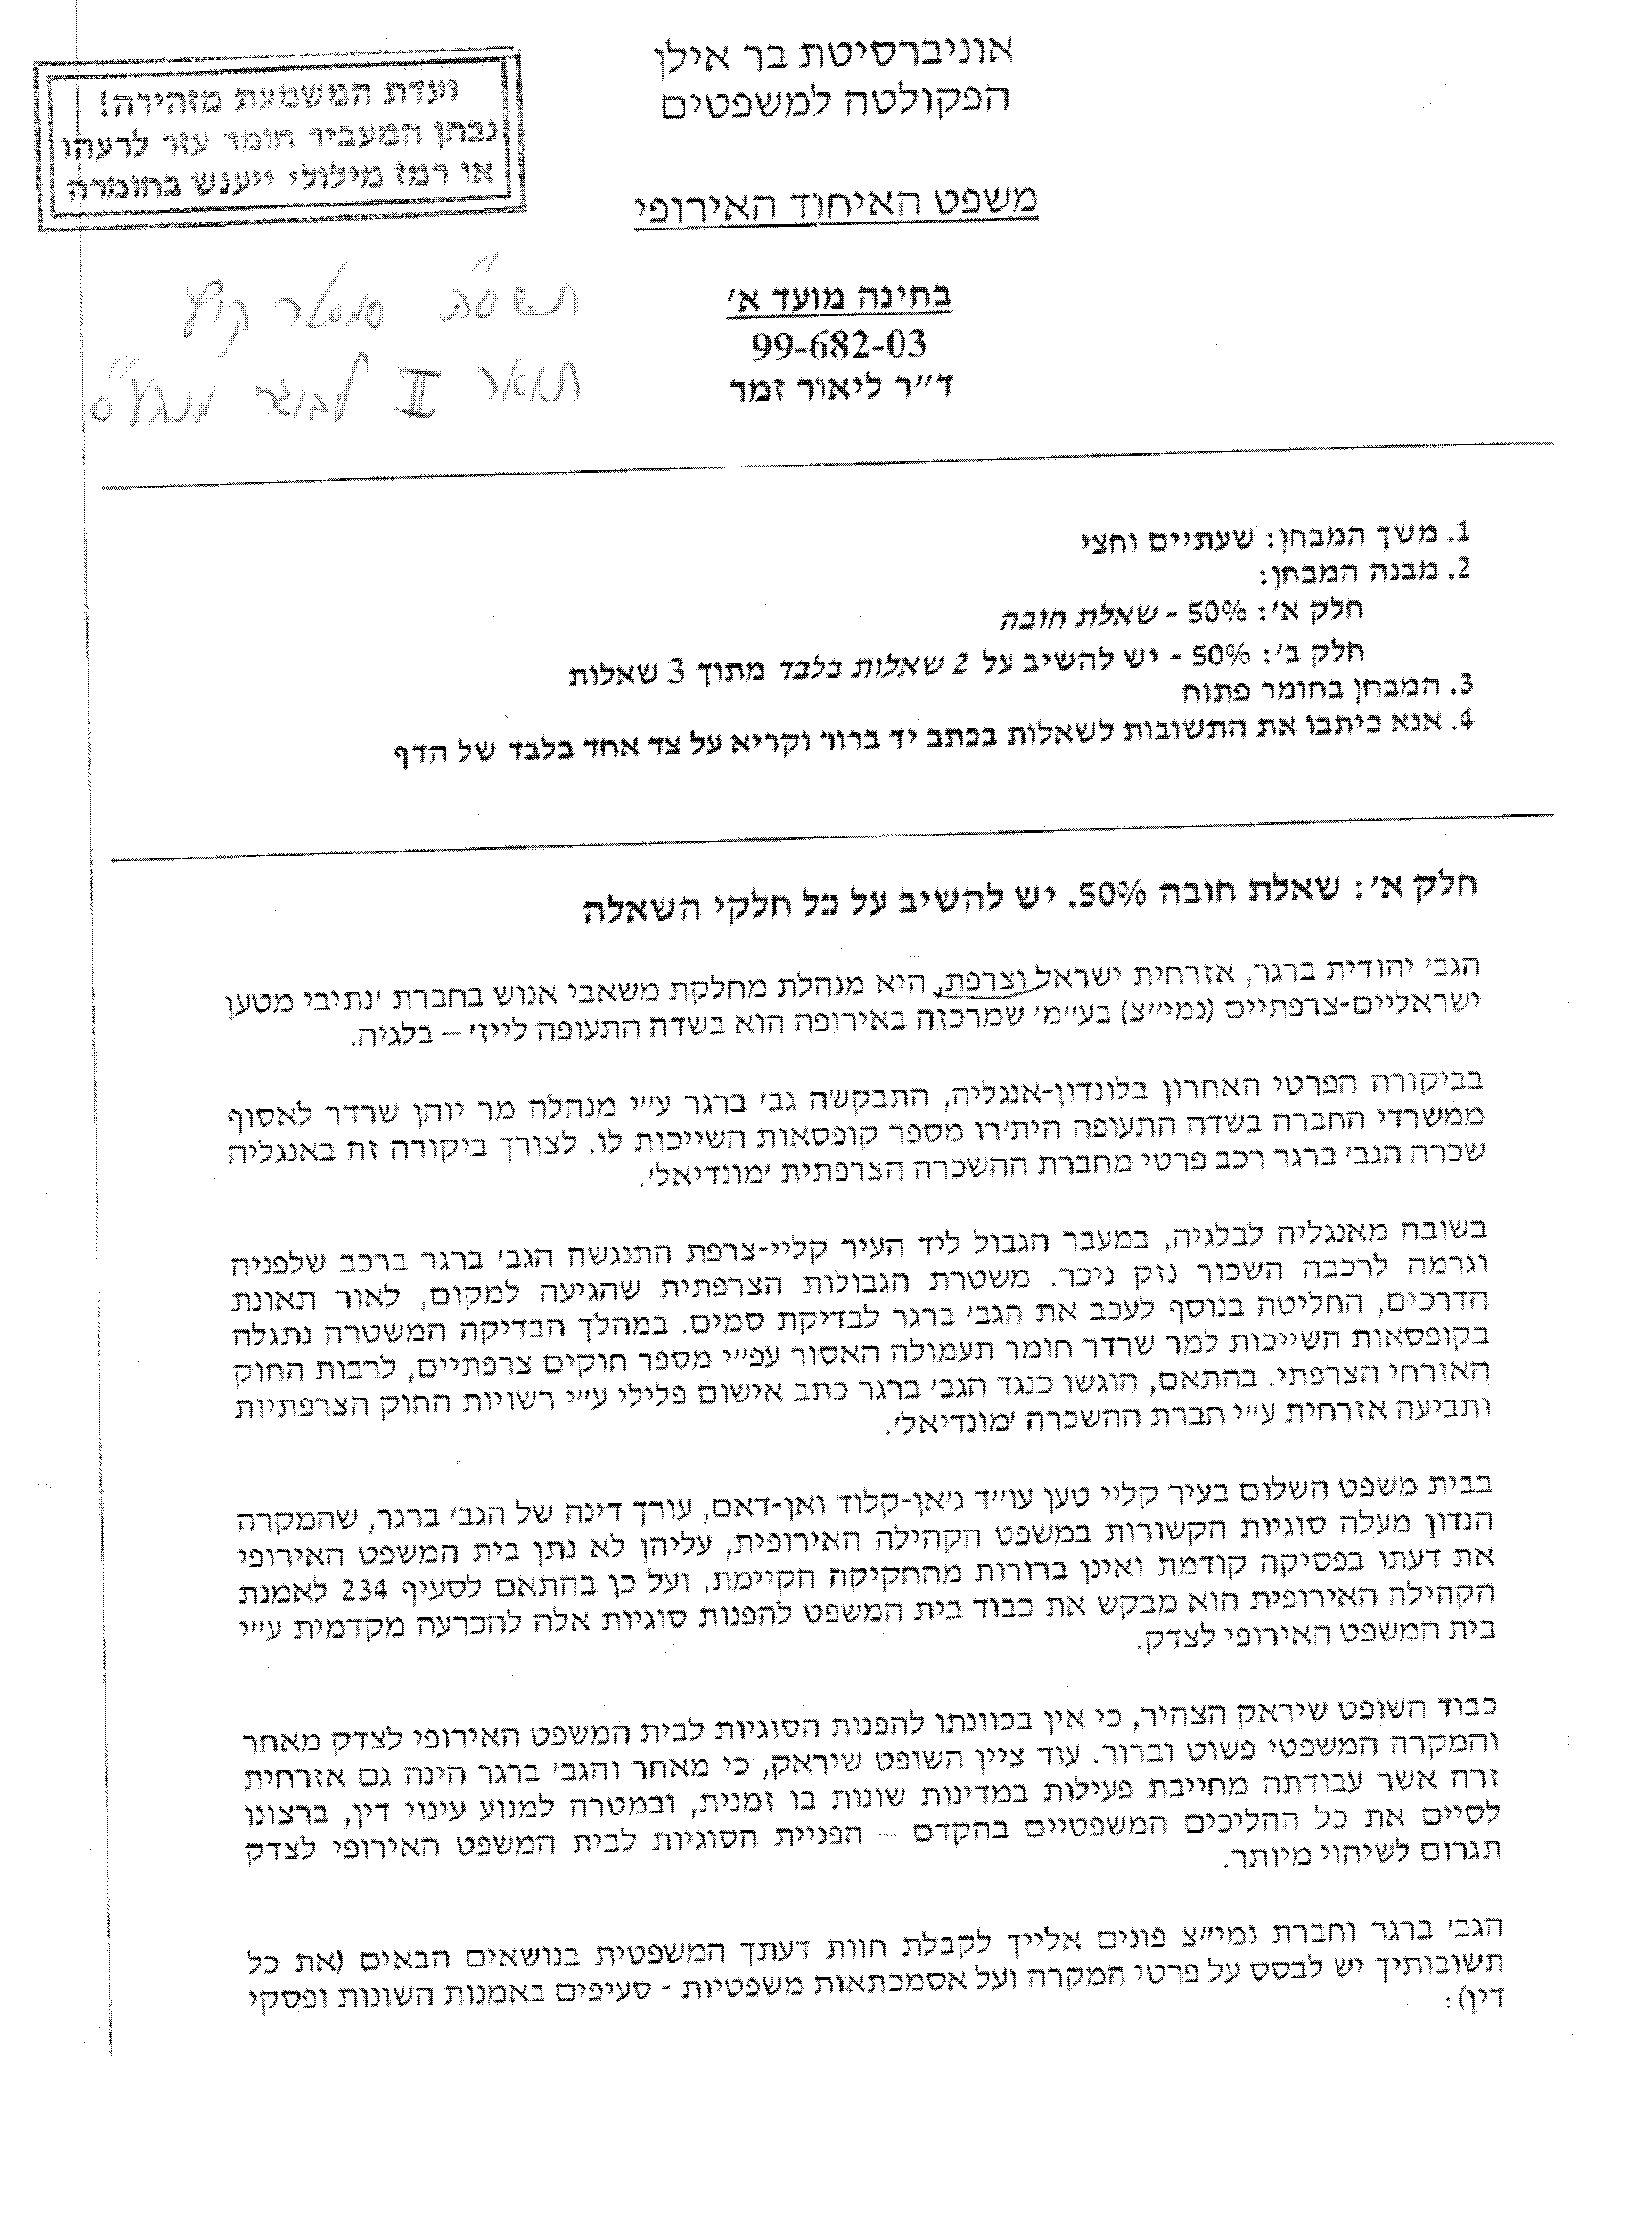 אוניברסיטת בר אילן
הפקולטה למשפטים
ועדת המשמעת מזהירה!
נבחן המעביר חומר עזר לרעהו
או רמז מילולי ייענש בחומרה
משפט האיחוד האירופי
תשס"ב סמסטר קיץ
תואר II לבוגר מנהע"ס
בחינה מועד א'
99-682-03
ד"ר ליאור זמר
1. משך המבחן: שעתיים וחצי
2. מבנה המבחן:
חלק א': 50% - שאלת חובה
חלק ב': 50% - יש להשיב על 2 שאלות בלבד מתוך 3 שאלות
3. המבחן בחומר פתוח
4. אנא כיתבו את התשובות לשאלות בכתב יד ברור וקריא על צד אחד בלבד של הדף
חלק א': שאלת חובה 50%. יש להשיב על כל חלקי השאלה
הגב' יהודית ברגר, אזרחית ישראל וצרפת, היא מנהלת מחלקת משאבי אנוש בחברת 'נתיבי מטען
ישראליים-צרפתיים (נמי"צ) בע"מ' שמרכזה באירופה הוא בשדה התעופה לייז' – בלגיה.
בביקורה הפרטי האחרון בלונדון-אנגליה, התבקשה גב' ברגר ע"י מנהלה מר יוהן שרדר לאסוף
ממשרדי החברה בשדה התעופה הית'רו מספר קופסאות השייכות לו. לצורך ביקורה זה באנגליה
שכרה הגב' ברגר רכב פרטי מחברת ההשכרה הצרפתית 'מונדיאל'.
בשובה מאנגליה לבלגיה, במעבר הגבול ליד העיר קליי-צרפת התנגשה הגב' ברגר ברכב שלפניה
וגרמה לרכבה השכור נזק ניכר. משטרת הגבולות הצרפתית שהגיעה למקום, לאור תאונת
הדרכים, החליטה בנוסף לעכב את הגב' ברגר לבדיקת סמים. במהלך הבדיקה המשטרה נתגלה
בקופסאות השייכות למר שרדר חומר תעמולה האסור עפ"י מספר חוקים צרפתיים, לרבות החוק
האזרחי הצרפתי. בהתאם, הוגשו כנגד הגב' ברגר כתב אישום פלילי ע"י רשויות החוק הצרפתיות
ותביעה אזרחית ע"י חברת ההשכרה 'מונדיאל'.
בבית משפט השלום בעיר קליי טען עו"ד ג'אן-קלוד ואן-דאם, עורך דינה של הגב' ברגר, שהמקרה
הנדון מעלה סוגיות הקשורות במשפט הקהילה האירופית, עליהן לא נתן בית המשפט האירופי
את דעתו בפסיקה קודמת ואינן ברורות מהחקיקה הקיימת, ועל כן בהתאם לסעיף 234 לאמנת
הקהילה האירופית הוא מבקש את כבוד בית המשפט להפנות סוגיות אלה להכרעה מקדמית ע"י
בית המשפט האירופי לצדק.
כבוד השופט שיראק הצהיר, כי אין בכוונתו להפנות הסוגיות לבית המשפט האירופי לצדק מאחר
והמקרה המשפטי פשוט וברור. עוד ציין השופט שיראק, כי מאחר והגב' ברגר הינה גם אזרחית
זרה אשר עבודתה מחייבת פעילות במדינות שונות בו זמנית, ובמטרה למנוע עינוי דין, ברצונו
לסיים את כל ההליכים המשפטיים בהקדם – הפניית הסוגיות לבית המשפט האירופי לצדק
תגרום לשיהוי מיותר.
הגב' ברגר וחברת נמי"צ פונים אלייך לקבלת חוות דעתך המשפטית בנושאים הבאים (את כל
תשובותיך יש לבסס על פרטי המקרה ועל אסמכתאות משפטיות - סעיפים באמנות השונות ופסקי
דין):